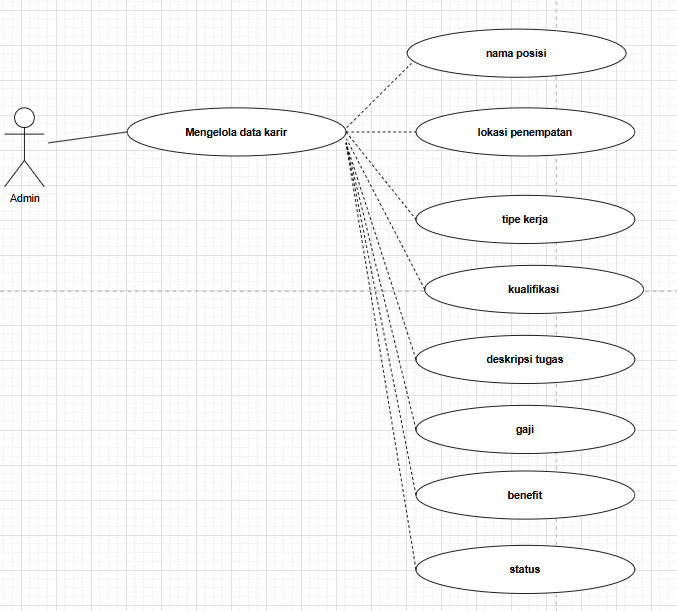 nama posisi
Mengelola data karir
lokasi penempatan
Admin
tipe kerja
kualifikasi
deskripsi tugas
gaji
benefit
status